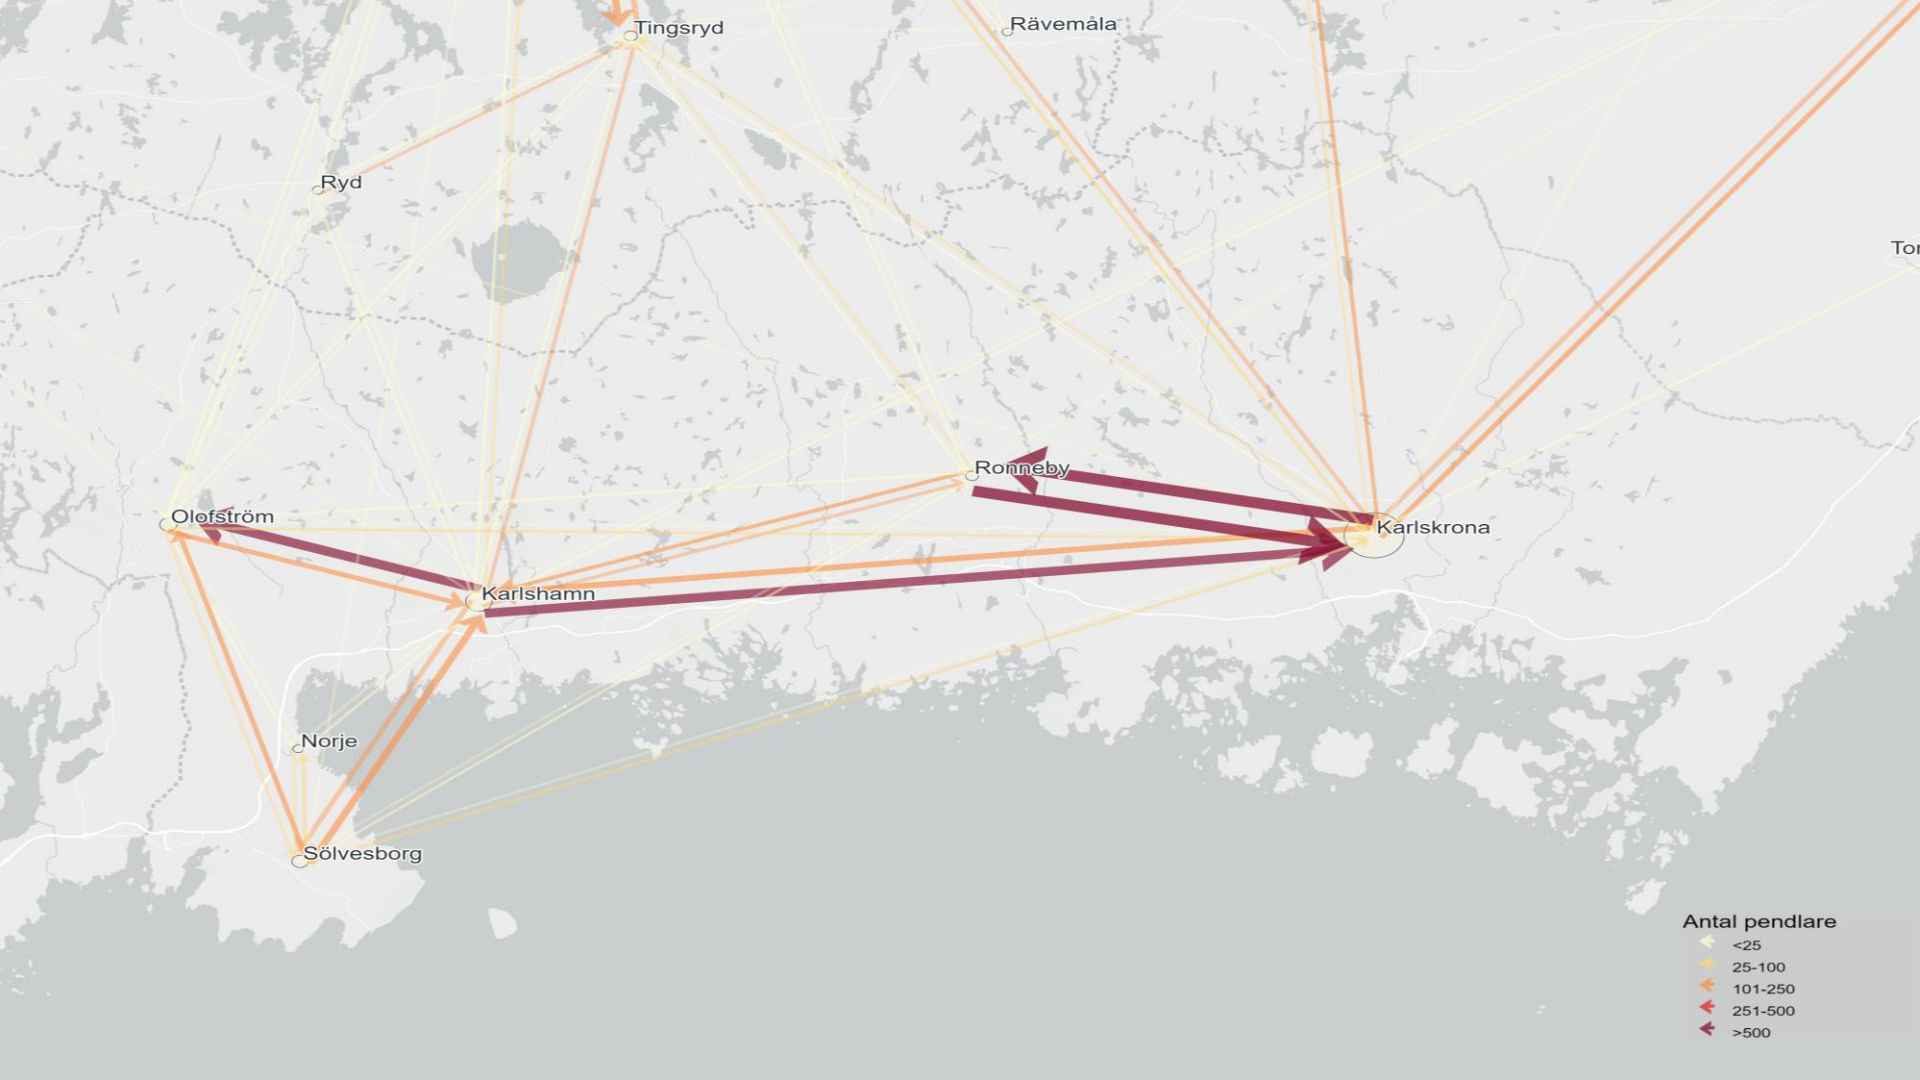 Tingsryd
Rävemåla
Ryd
Tor
Ronneby
Olofström
Karlskrona
Karlshamn
Norje
Sölvesborg
Antal pendlare
<25
25-100
101-250
251-500
>500